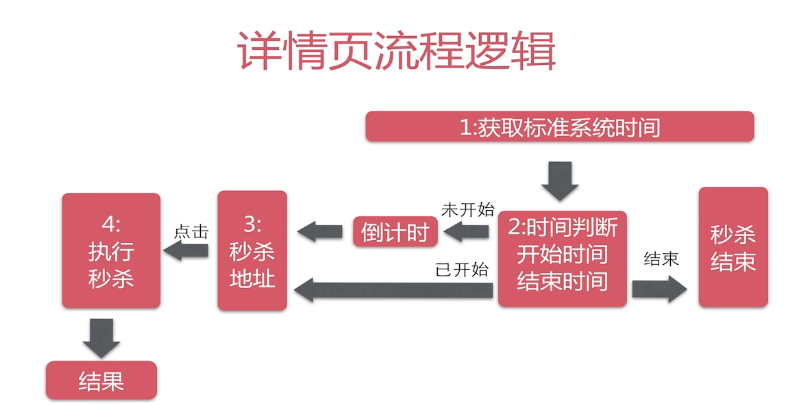 详情页流程逻辑
1:获取标准系统时间
4:
执行
秒杀
点击
3:
秒杀
地址
倒计时
未开始
已开始
2:时间判断
开始时间
结束时间
结束
秒杀
结束
结果